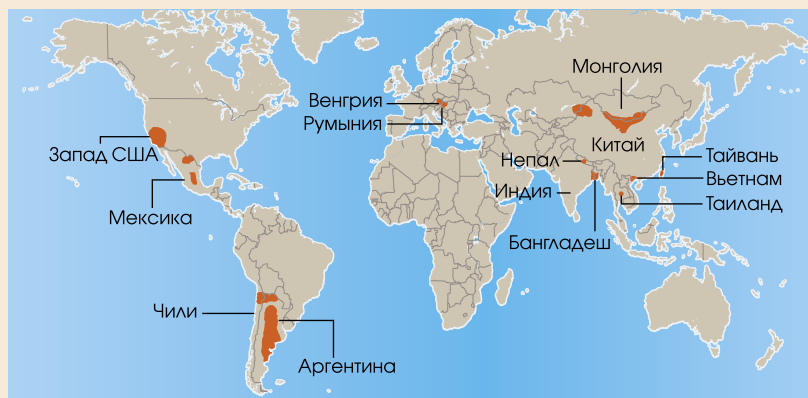 Монголия
Венгрия
Румыния
Китай
Запад США
Непал
Тайвань
Вьетнам
Индия
Таиланд
Мексика
Бангладеш
Чили
Аргентина